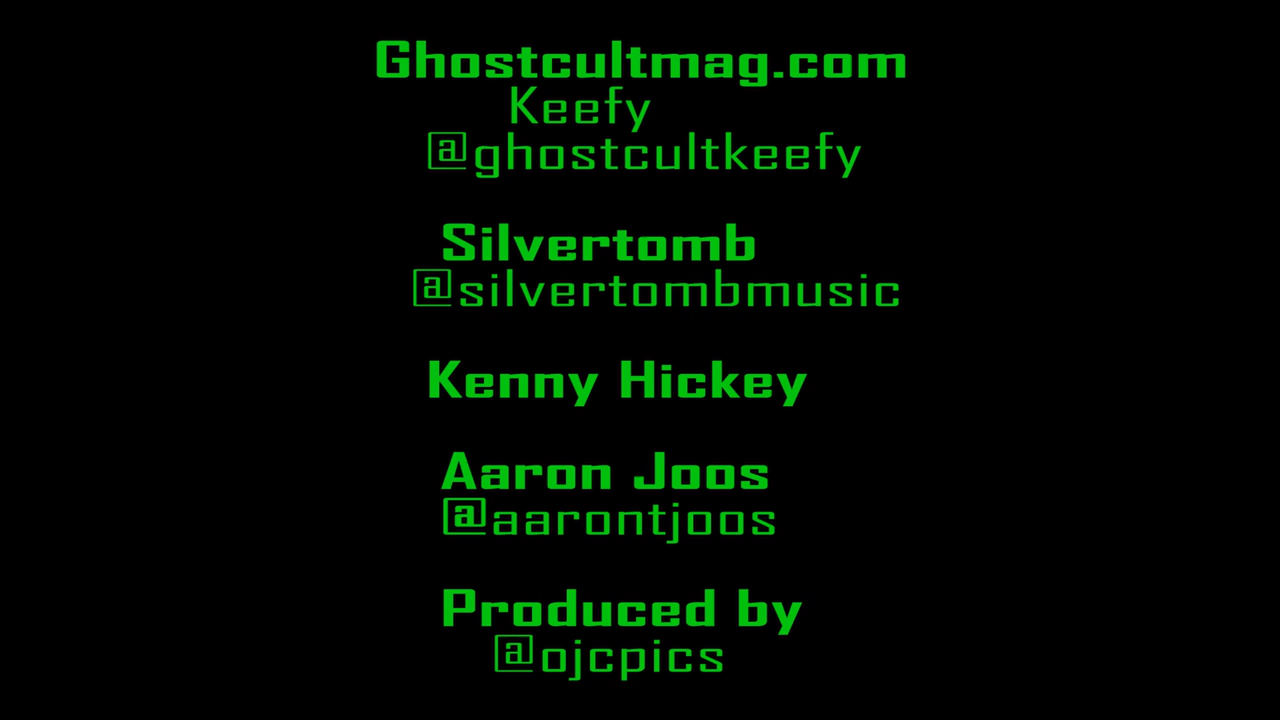 Ghostcultmag.com
Keefy
@ghostcultkeefy
Silvertomb
@silvertombmusic
Kenny Hickey
Aaron Joos
@aarontjoos
Produced by
@ojcpics